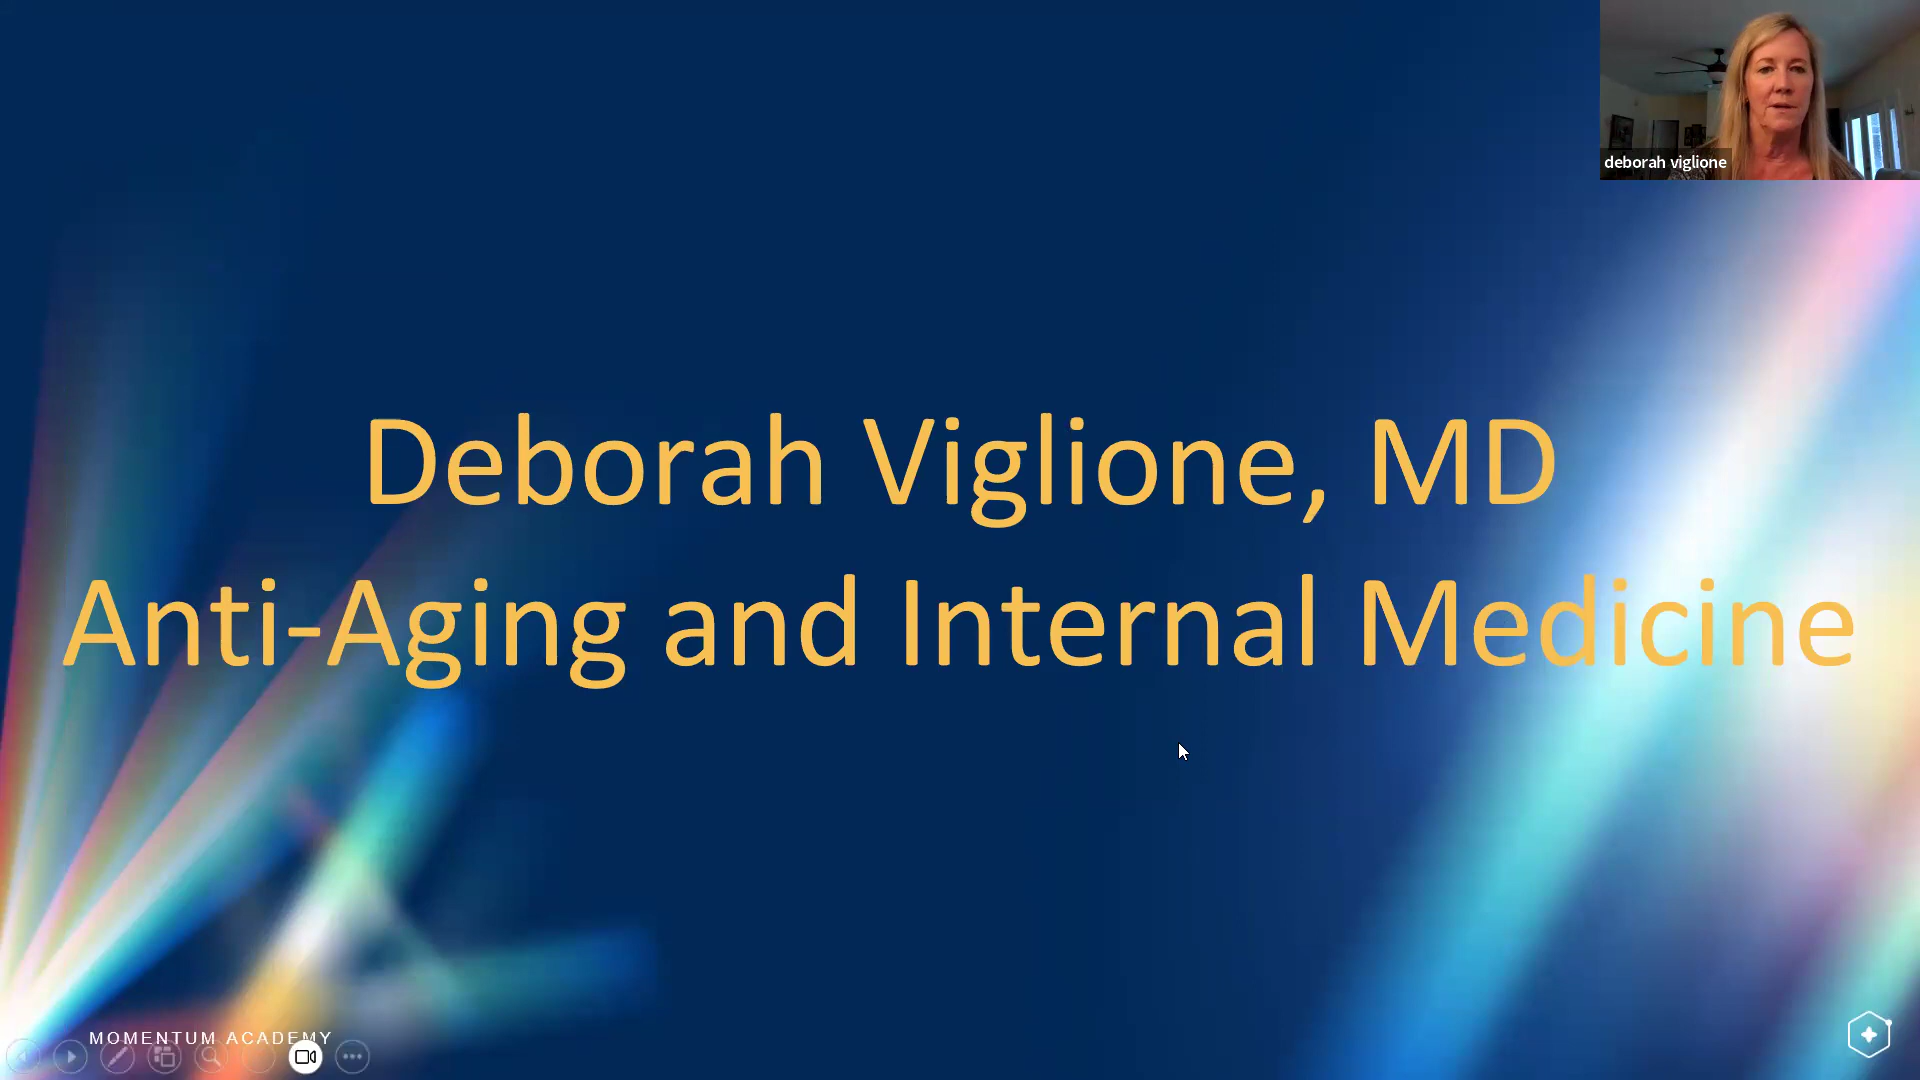 deborah viglione
Deborah Viglione, MD
Anti-Aging and Internal Medicine
MOMENTUM ACADEMY